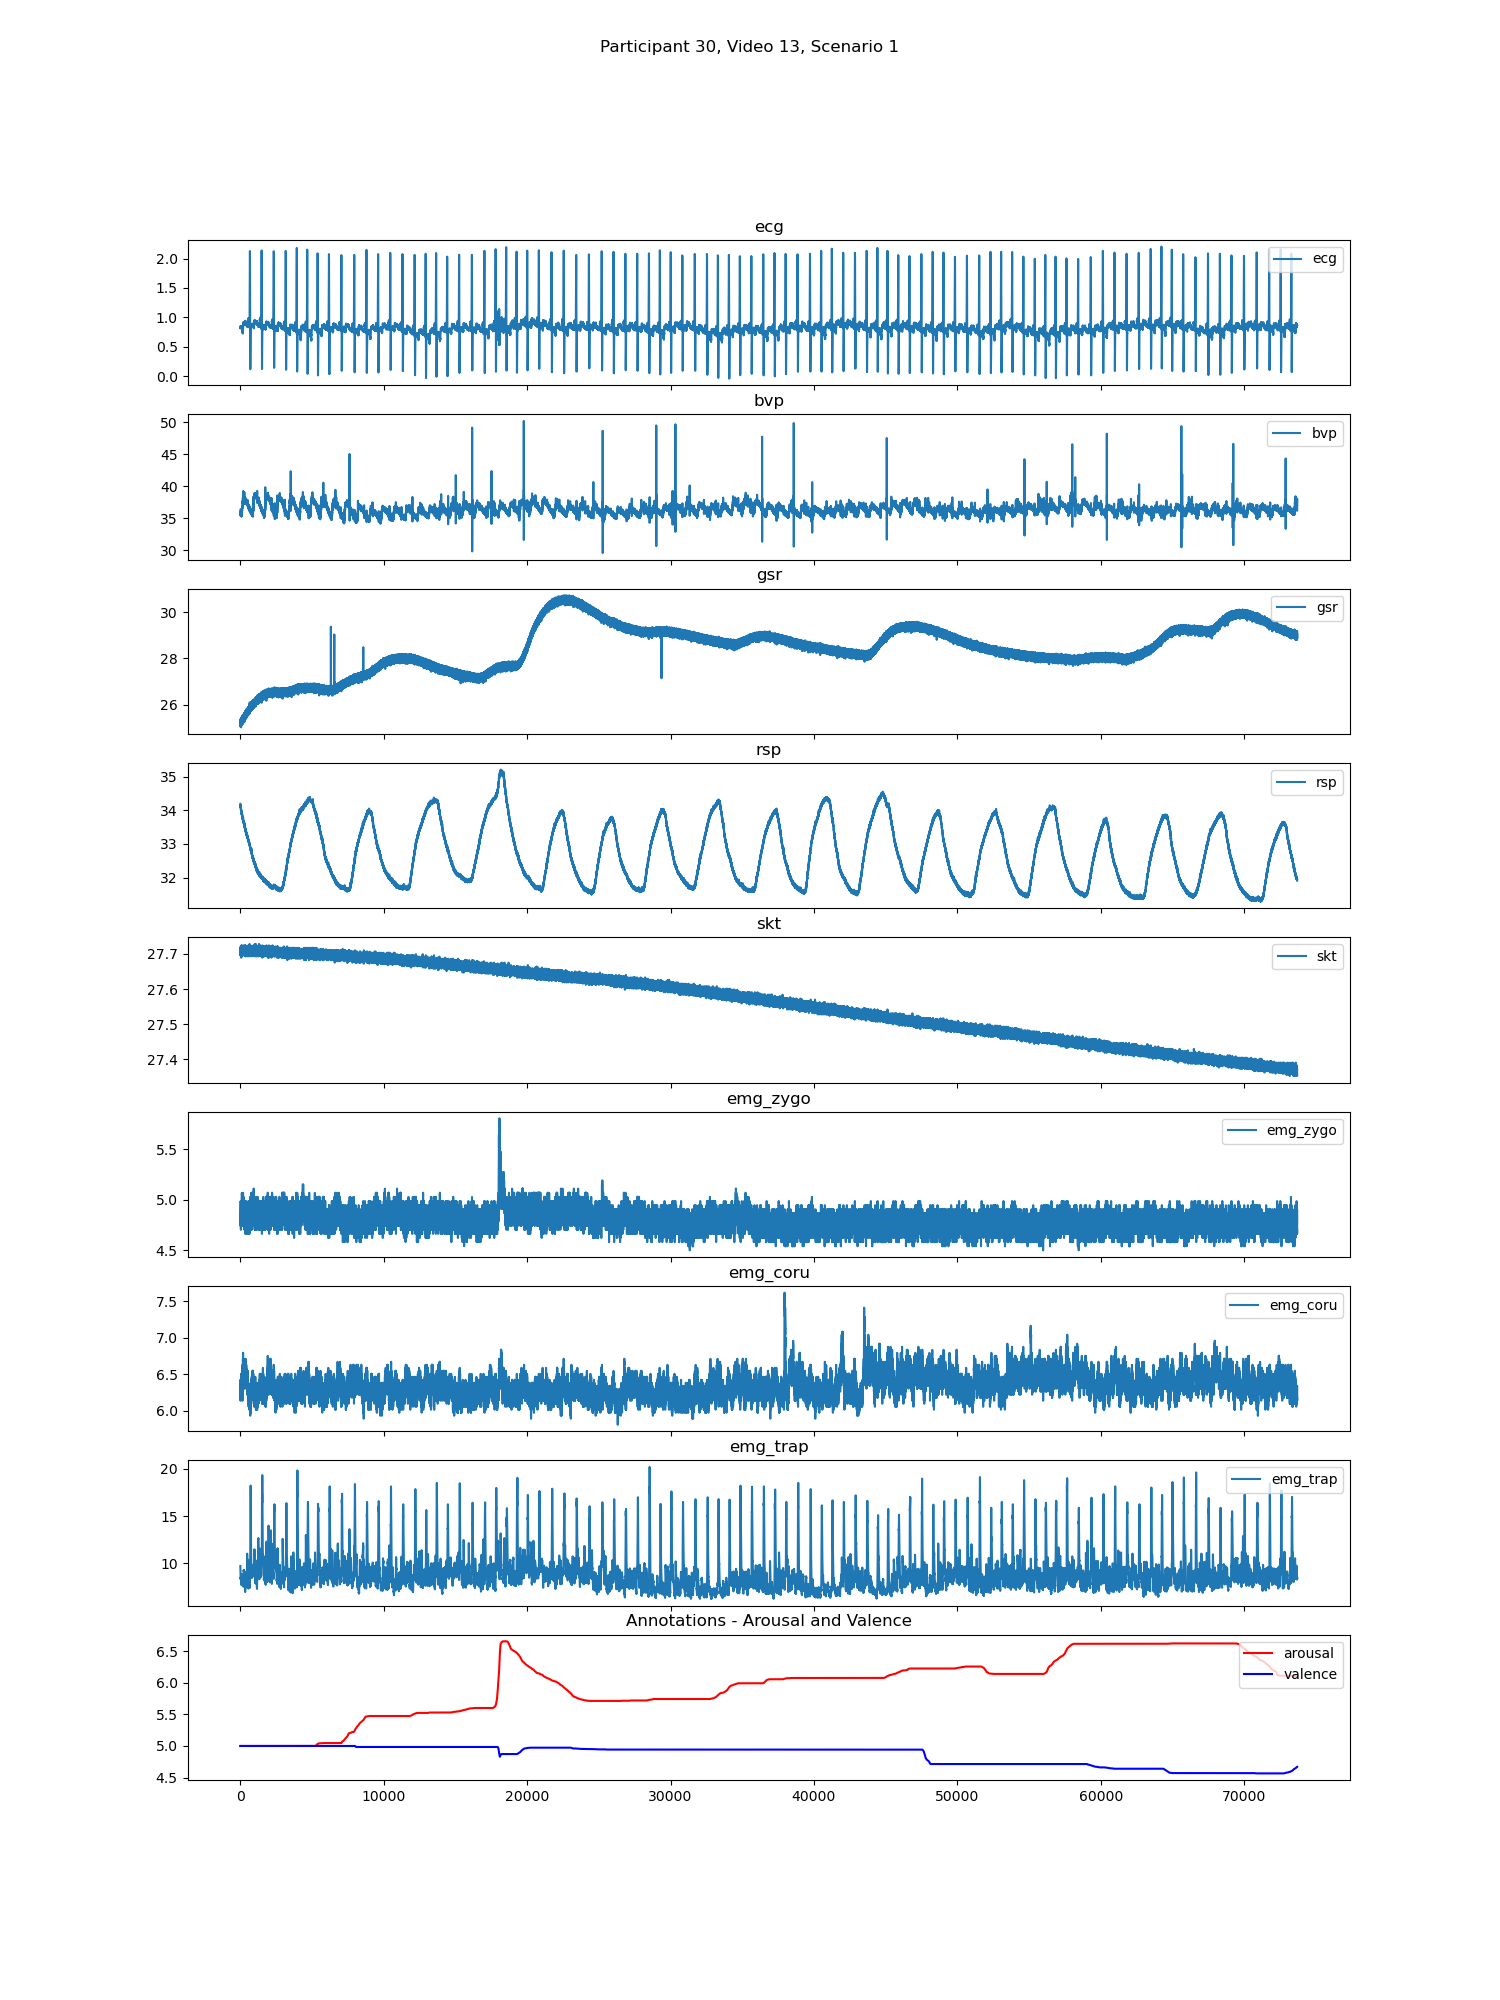 Participant 30, Video 13, Scenario 1
ecg
2.0
1.5
1.0
0.5
0.0
ecg
bvp
50
45
40
35
30
bvp
gsr
30
28
26
gsr
rsp
35
34
33
32
rsp
skt
27.7
27.6
27.5
27.4
skt
emg_zygo
5.5
5.0
4.5
emg_zygo
emg_coru
7.5
7.0
6.5
6.0
emg_coru
emg_trap
20
15
10
emg_trap
Annotations - Arousal and Valence
6.5
6.0
5.5
5.0
4.5
arousal
valence
0 10000 20000 30000 40000 50000 60000 70000